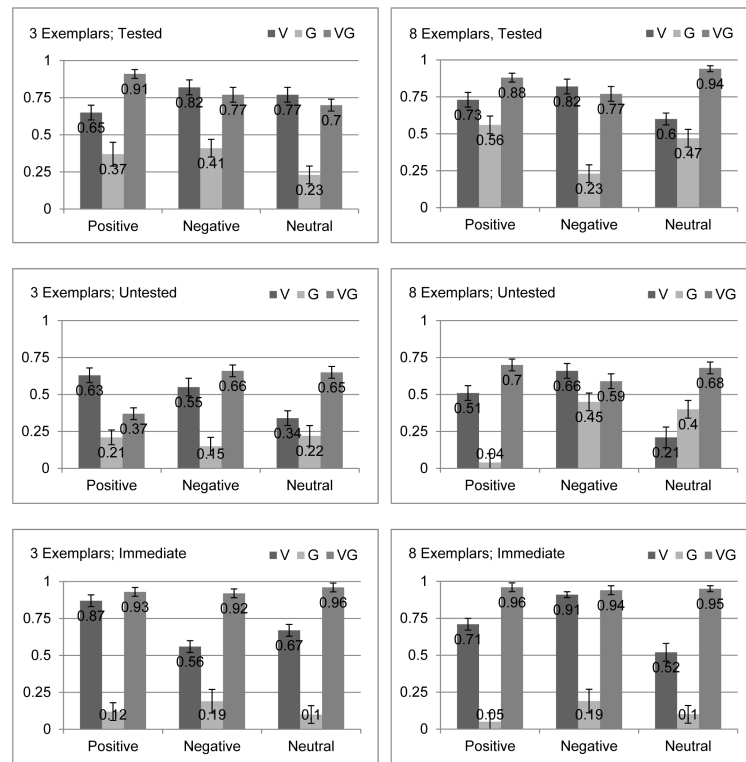 3 Exemplars; Tested V G VG
1
0.75
0.5
0.25
0
0.65 0.37 0.91 0.82 0.41 0.77 0.77 0.23 0.7
Positive Negative Neutral
8 Exemplars, Tested V G VG
1
0.75
0.5
0.25
0
0.73 0.56 0.88 0.82 0.23 0.77 0.6 0.47 0.94
Positive Negative Neutral
3 Exemplars; Untested V G VG
1
0.75
0.5
0.25
0
0.63 0.21 0.37 0.55 0.15 0.66 0.34 0.22 0.65
Positive Negative Neutral
8 Exemplars; Untested V G VG
1
0.75
0.5
0.25
0
0.51 0.04 0.7 0.66 0.45 0.59 0.21 0.4 0.68
Positive Negative Neutral
3 Exemplars; Immediate V G VG
1
0.75
0.5
0.25
0
0.87 0.12 0.93 0.56 0.19 0.92 0.67 0.1 0.96
Positive Negative Neutral
8 Exemplars; Immediate V G VG
1
0.75
0.5
0.25
0
0.71 0.05 0.96 0.91 0.19 0.94 0.52 0.1 0.95
Positive Negative Neutral